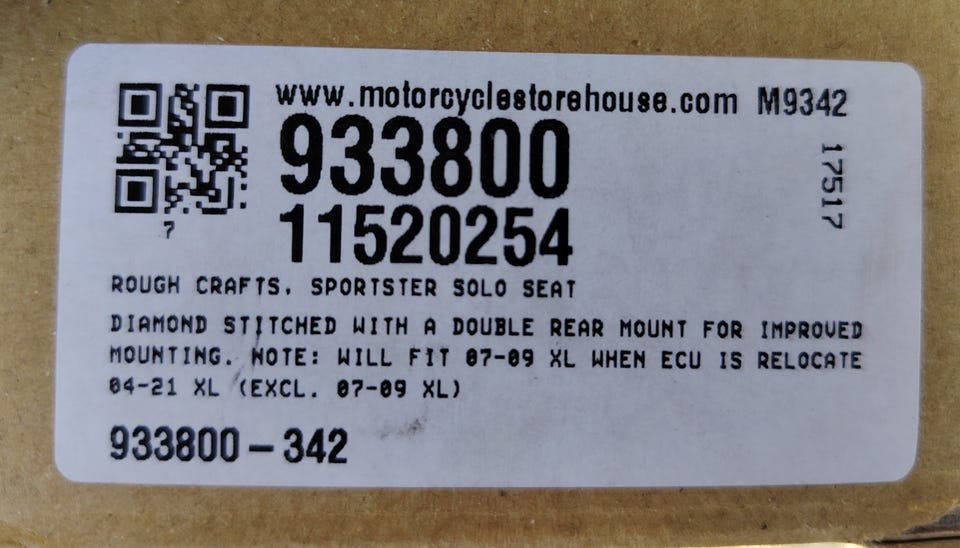 www.motorcyclestorehouse.com M9342
933800
11520254
17517
7
ROUGH CRAFTS, SPORTSTER SOLO SEAT
DIAMOND STITCHED WITH A DOUBLE REAR MOUNT FOR IMPROVED
MOUNTING. NOTE: WILL FIT 07-09 XL WHEN ECU IS RELOCATE
04-21 XL (EXCL. 07-09 XL)
933800-342